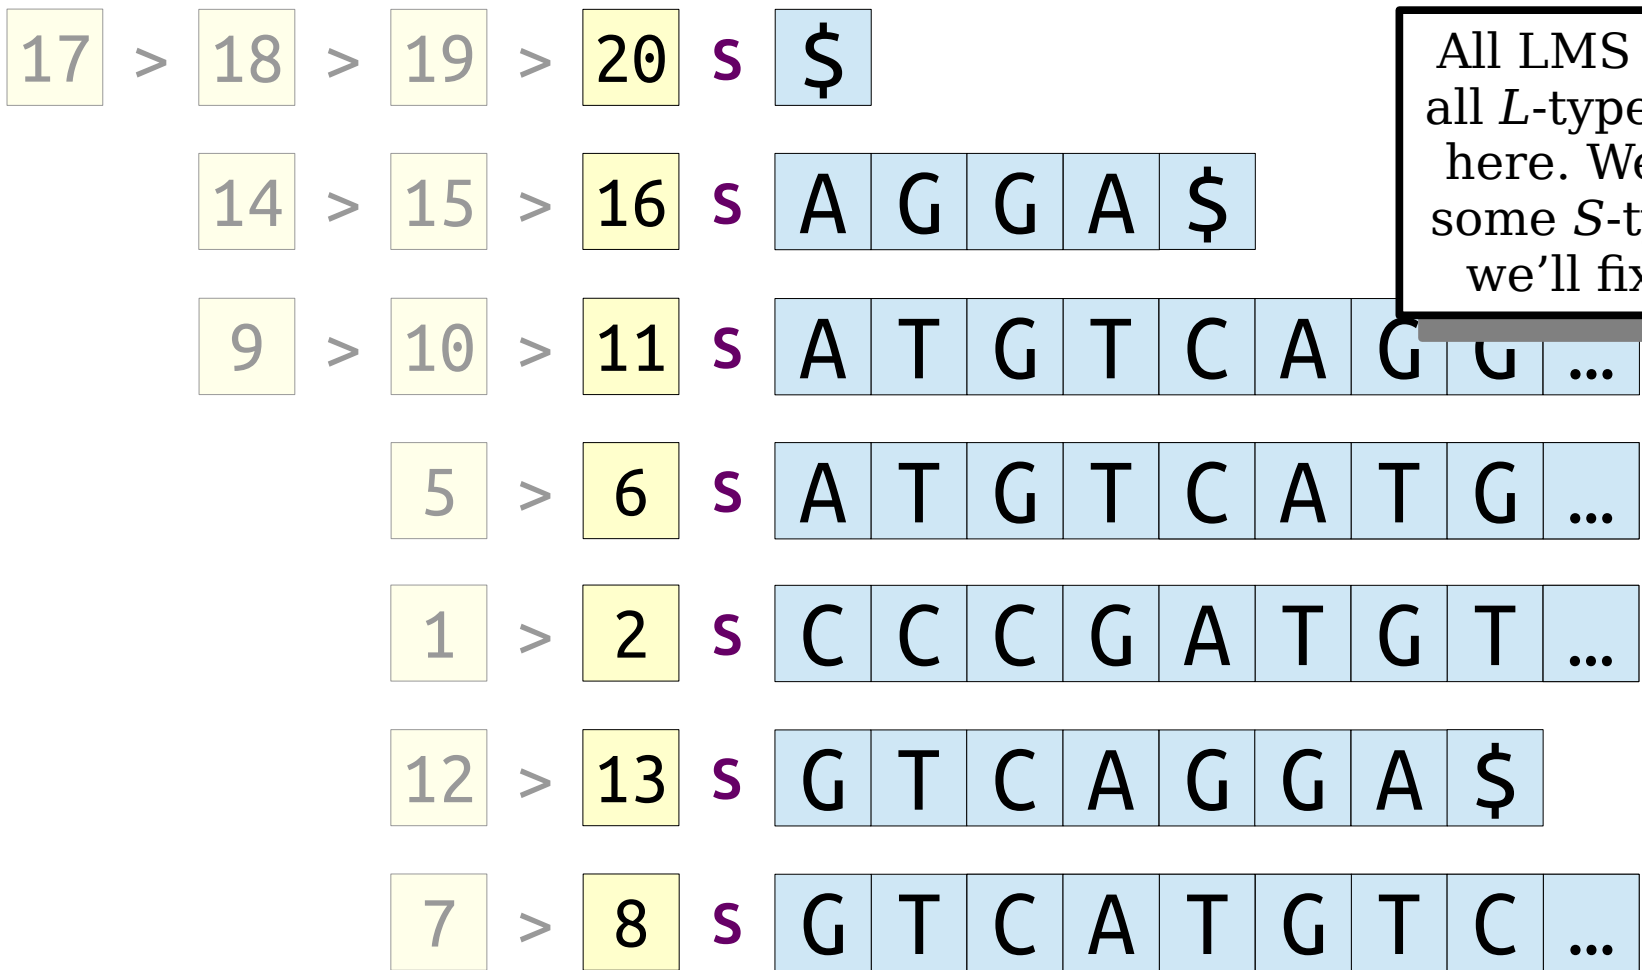 17 > 18 > 19 > 20 S $
All LMS
all L-type
here. We
some S-t
we'll fix
14 > 15 > 16 S A G G A $
9 > 10 > 11 S A T G T C A G G …
5 > 6 S A T G T C A T G …
1 > 2 S C C C G A T G T …
12 > 13 S G T C A G G A $
7 > 8 S G T C A T G T C …